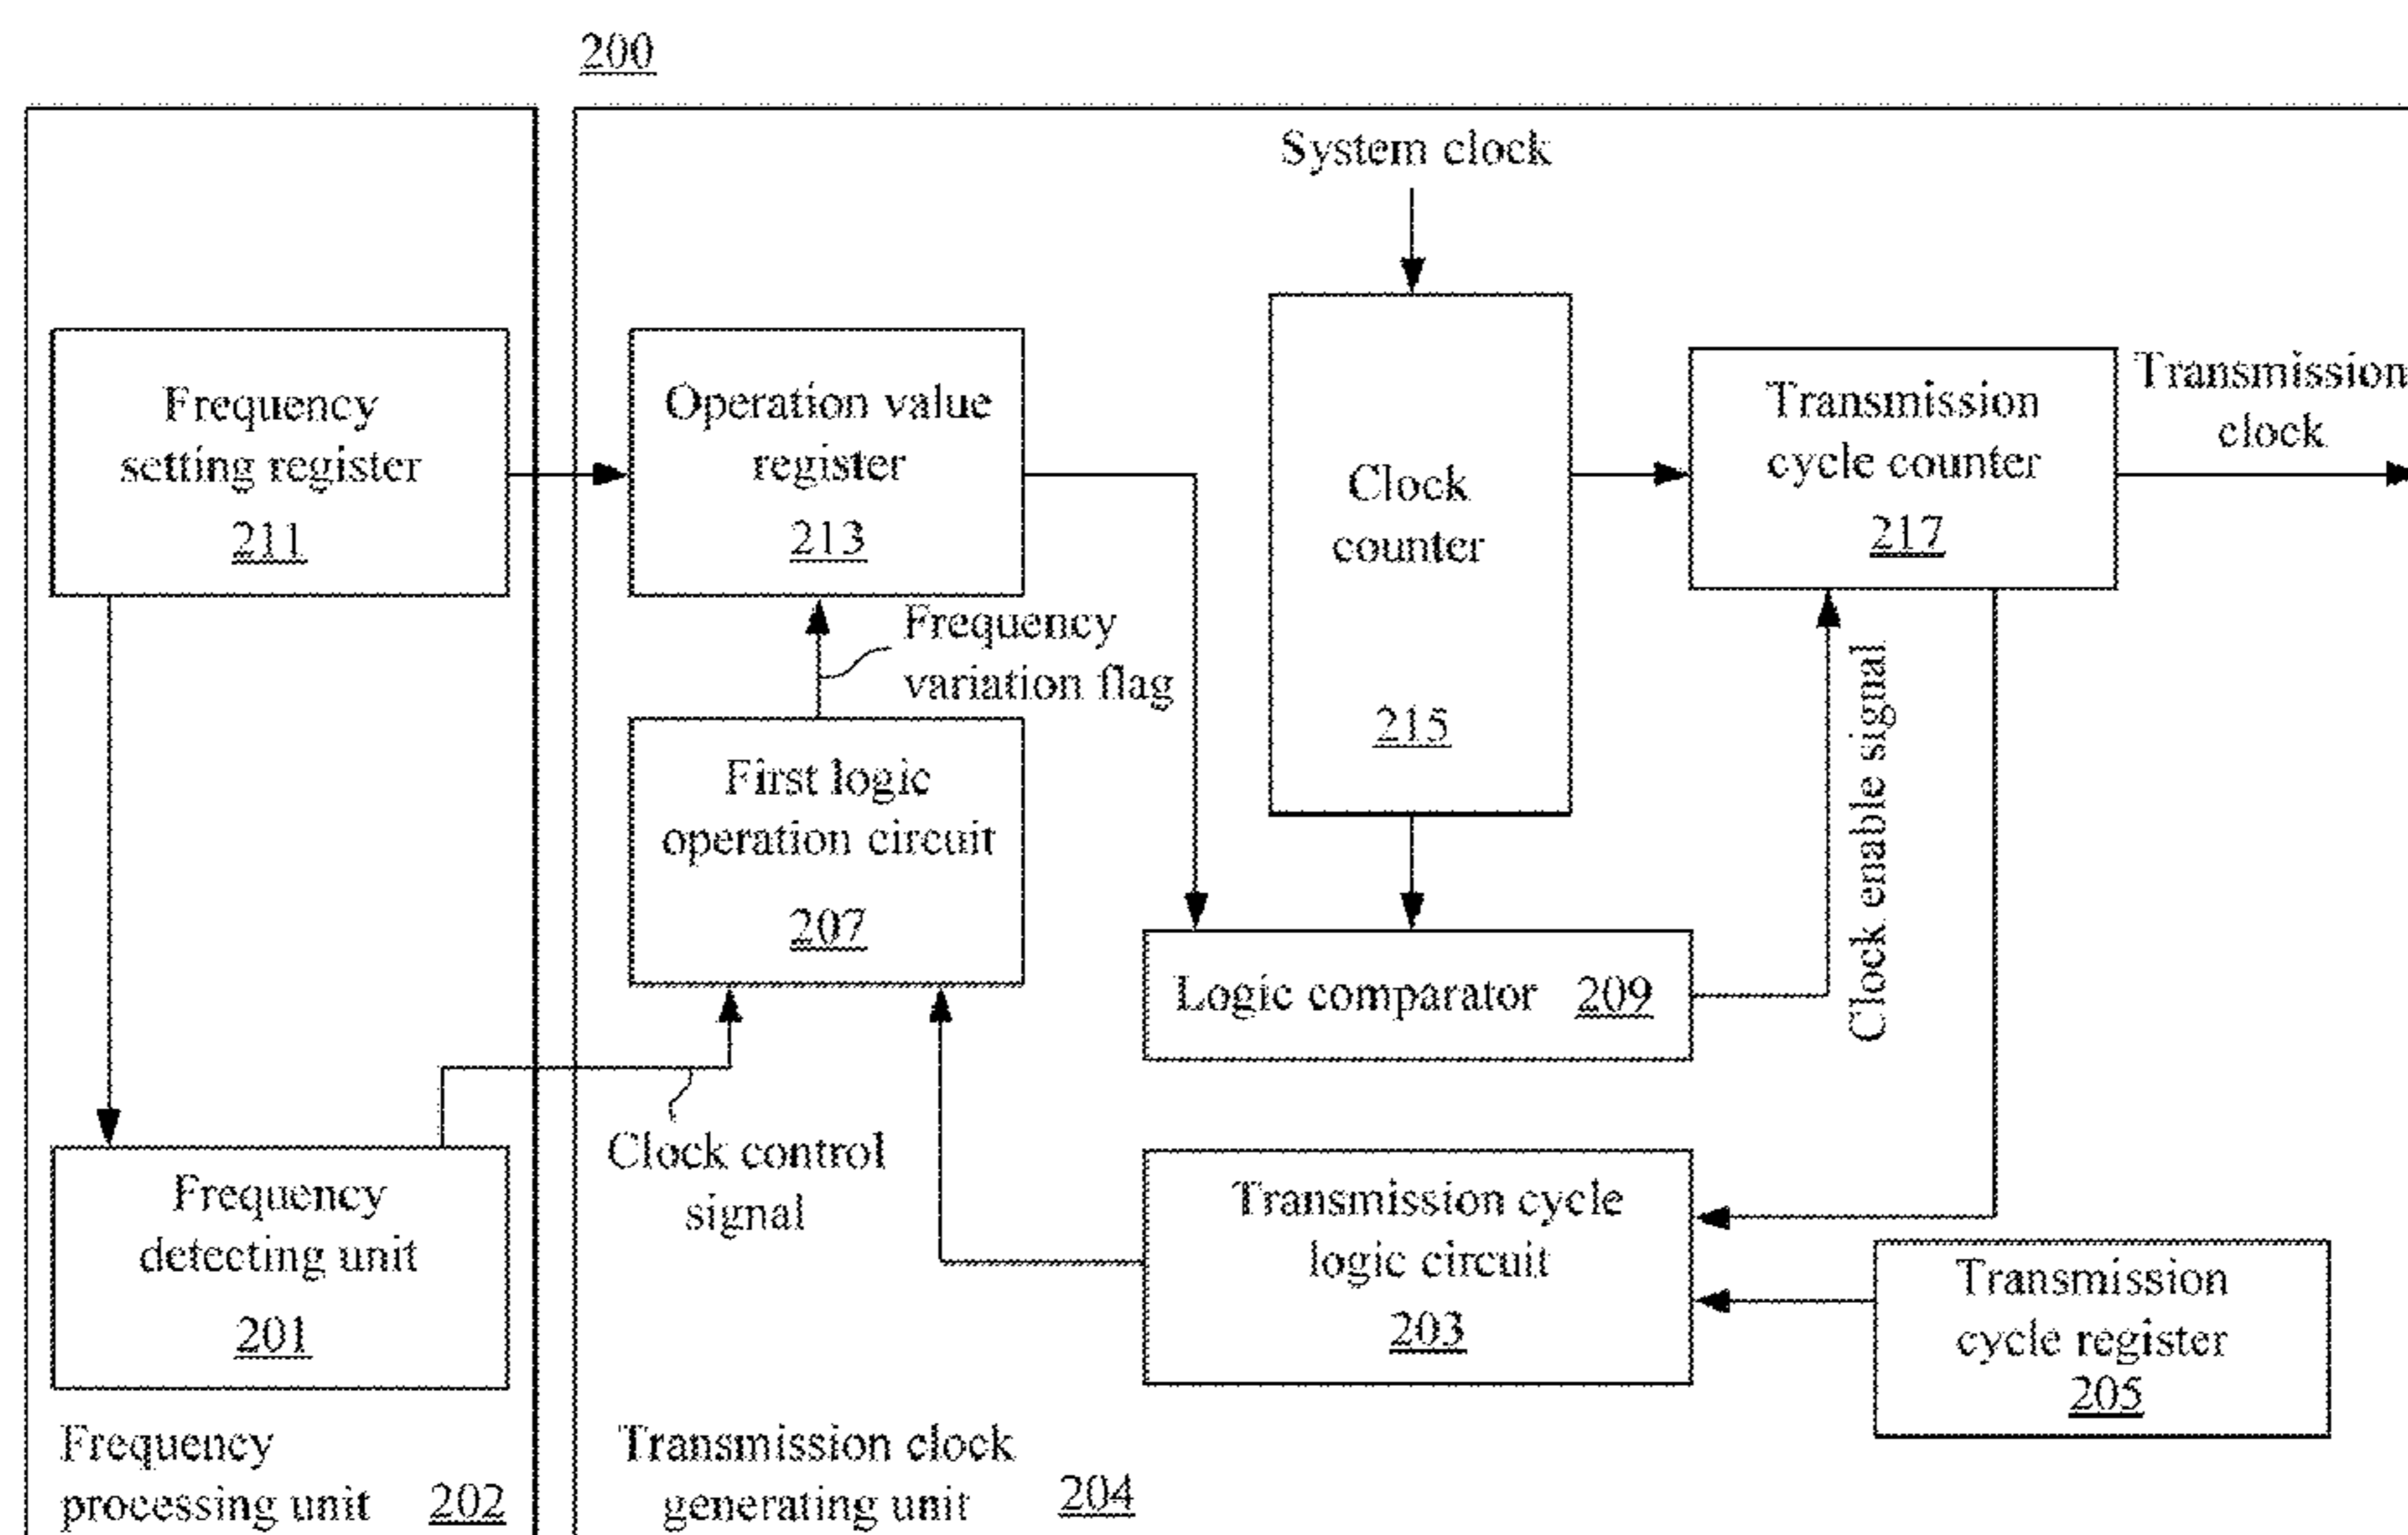 200
System clock
Frequency
setting register
211
Operation value
register
213
Clock
counter
215
Transmission
cycle counter
217
Transmission
clock
Frequency
variation flag
First logic
operation circuit
207
Clock enable signal
Logic comparator 209
Clock control
signal
Frequency
detecting unit
201
Transmission cycle
logic circuit
203
Transmission
cycle register
205
Frequency
processing unit 202
Transmission clock
generating unit 204